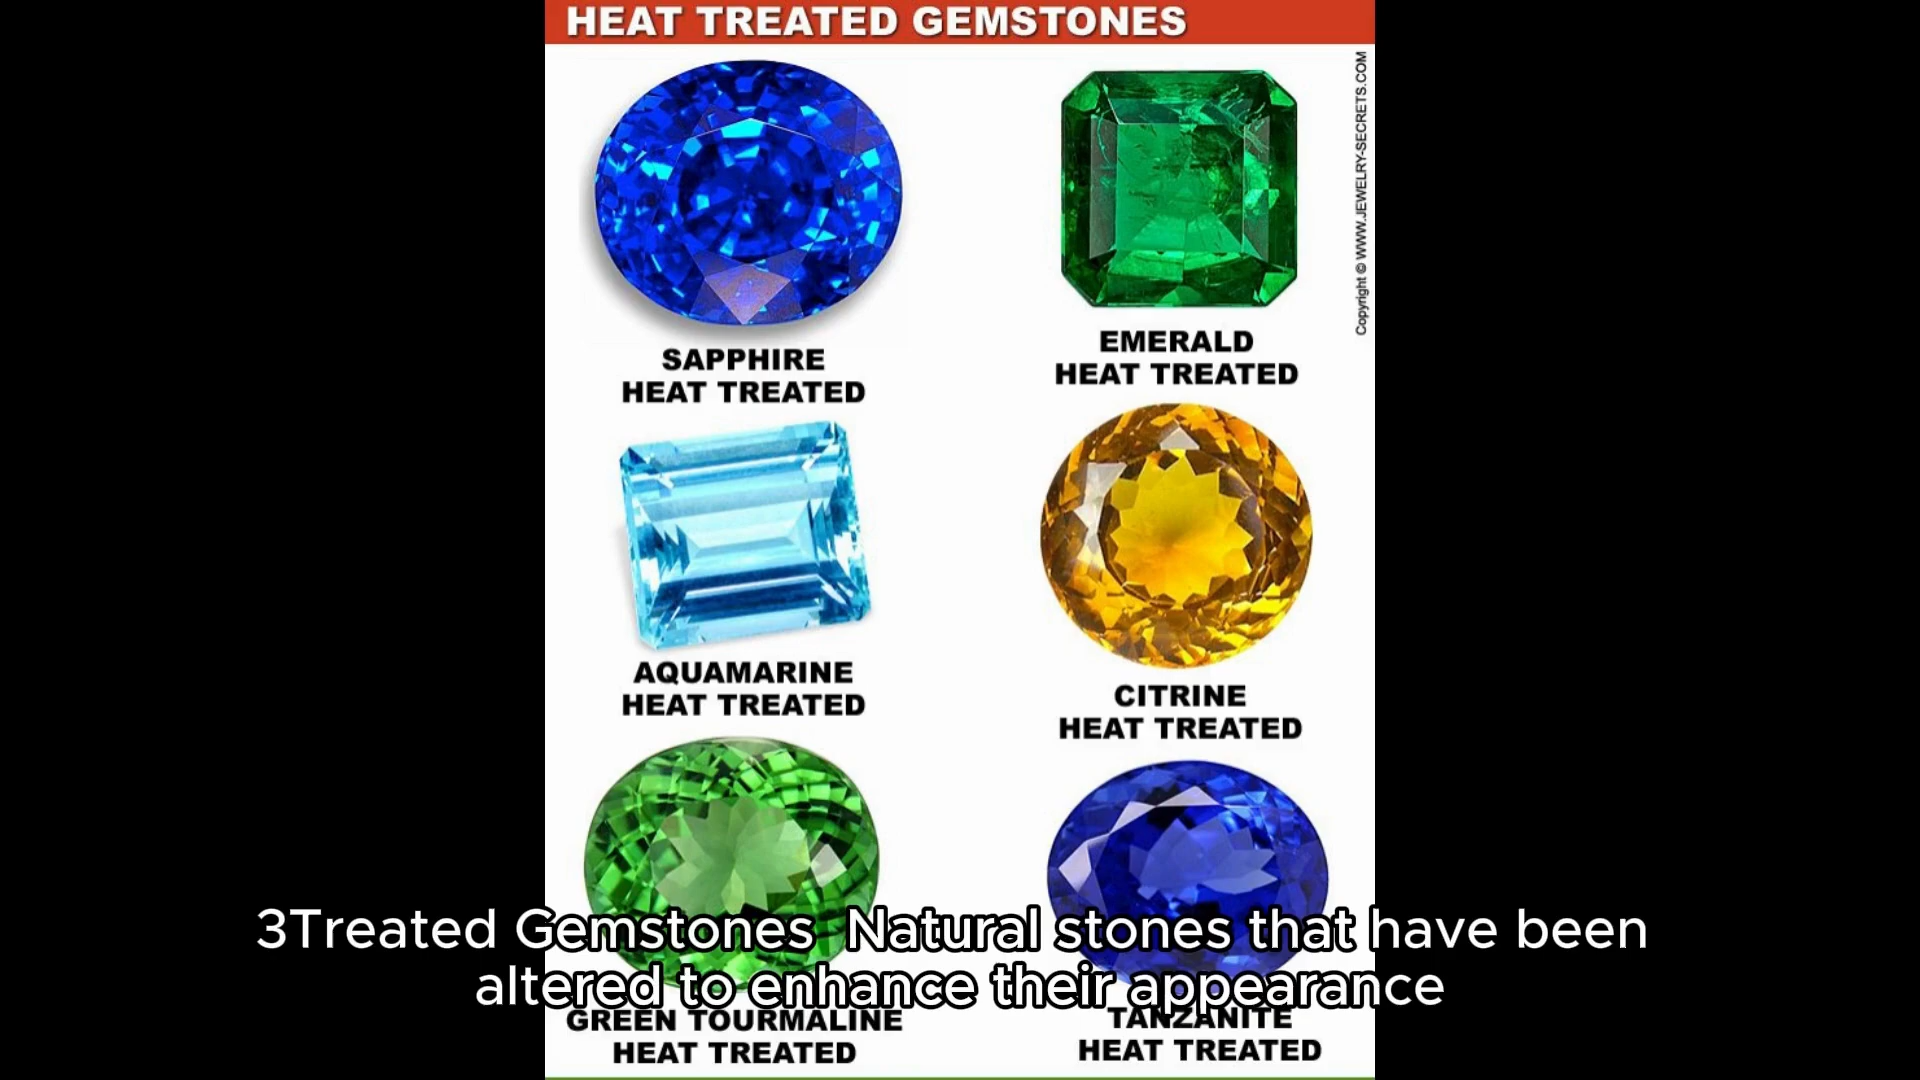 HEAT TREATED GEMSTONES
Copyright © WWW.JEWELRY-SECRETS.COM
SAPPHIRE
HEAT TREATED
EMERALD
HEAT TREATED
AQUAMARINE
HEAT TREATED
CITRINE
HEAT TREATED
3Treated Gemstones Natural stones that have been
altered to enhance their appearance
GREEN TOURMALINE
HEAT TREATED
TANZANITE
HEAT TREATED